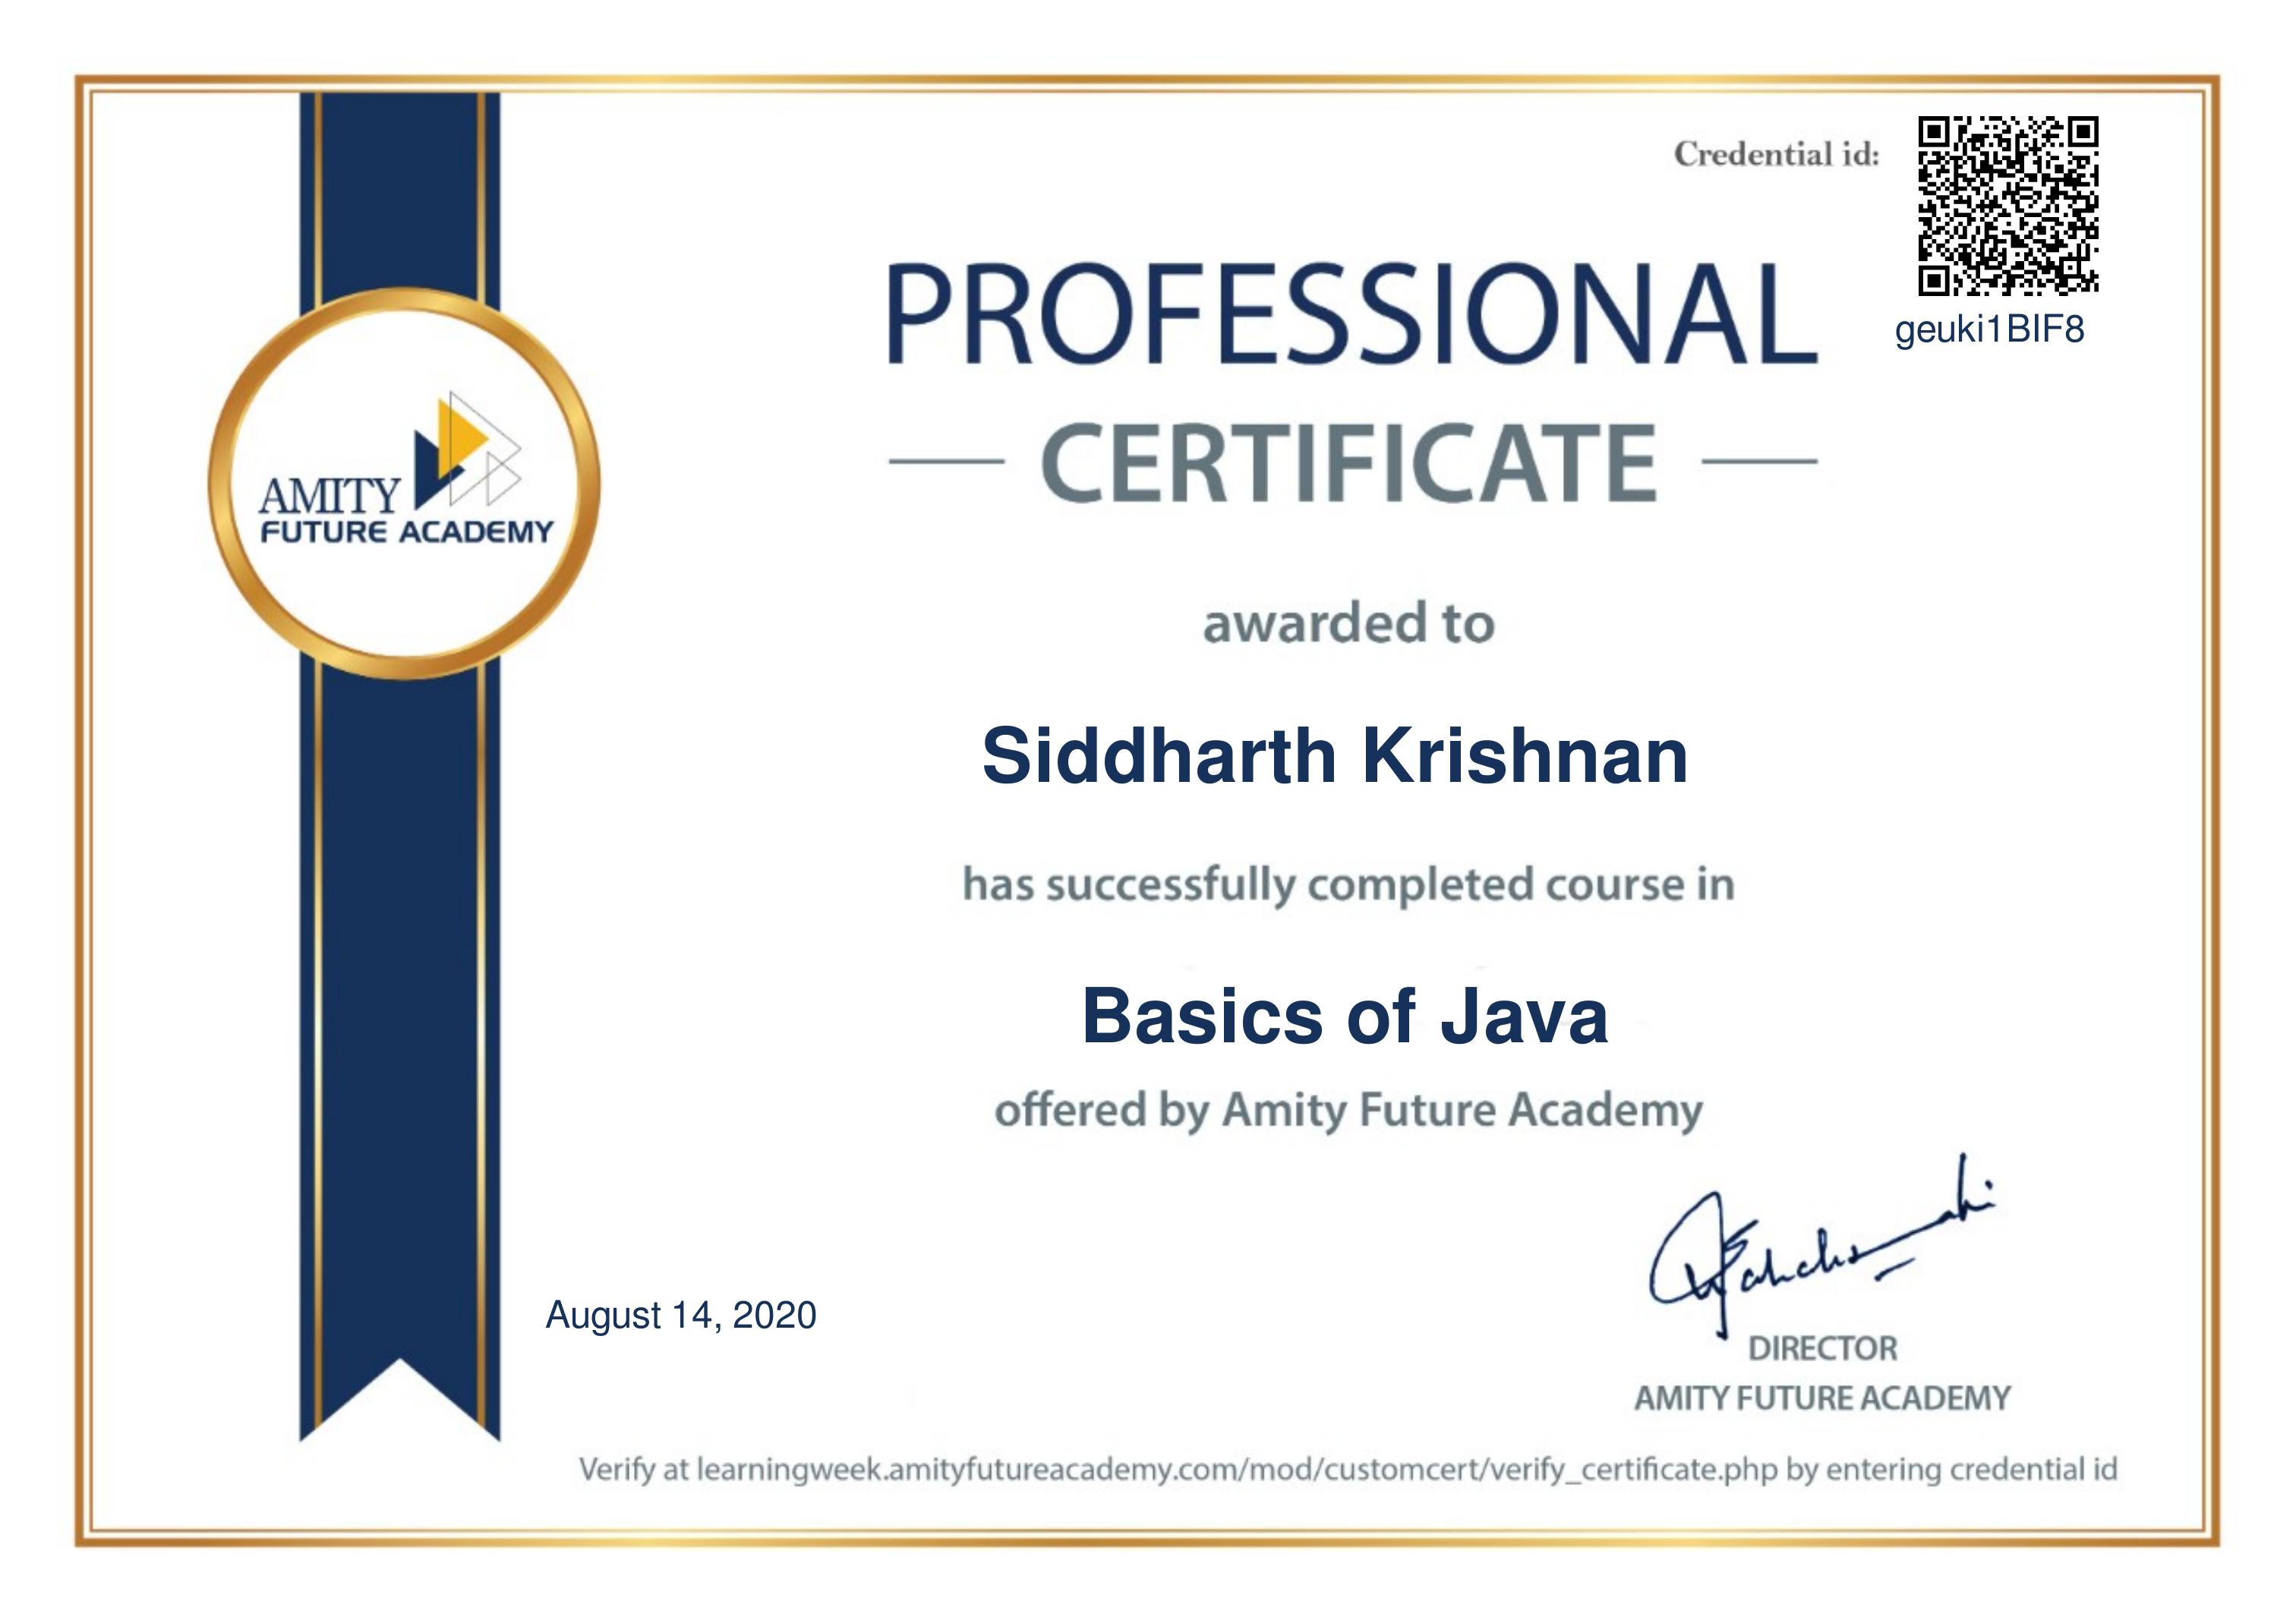 Credential id:
geuki1BIF8
PROFESSIONAL
CERTIFICATE
AMITY
FUTURE ACADEMY
awarded to
Siddharth Krishnan
has successfully completed course in
Basics of Java
offered by Amity Future Academy
August 14, 2020
DIRECTOR
AMITY FUTURE ACADEMY
Verify at learningweek.amityfutureacademy.com/mod/customcert/verify_certificate.php by entering credential id